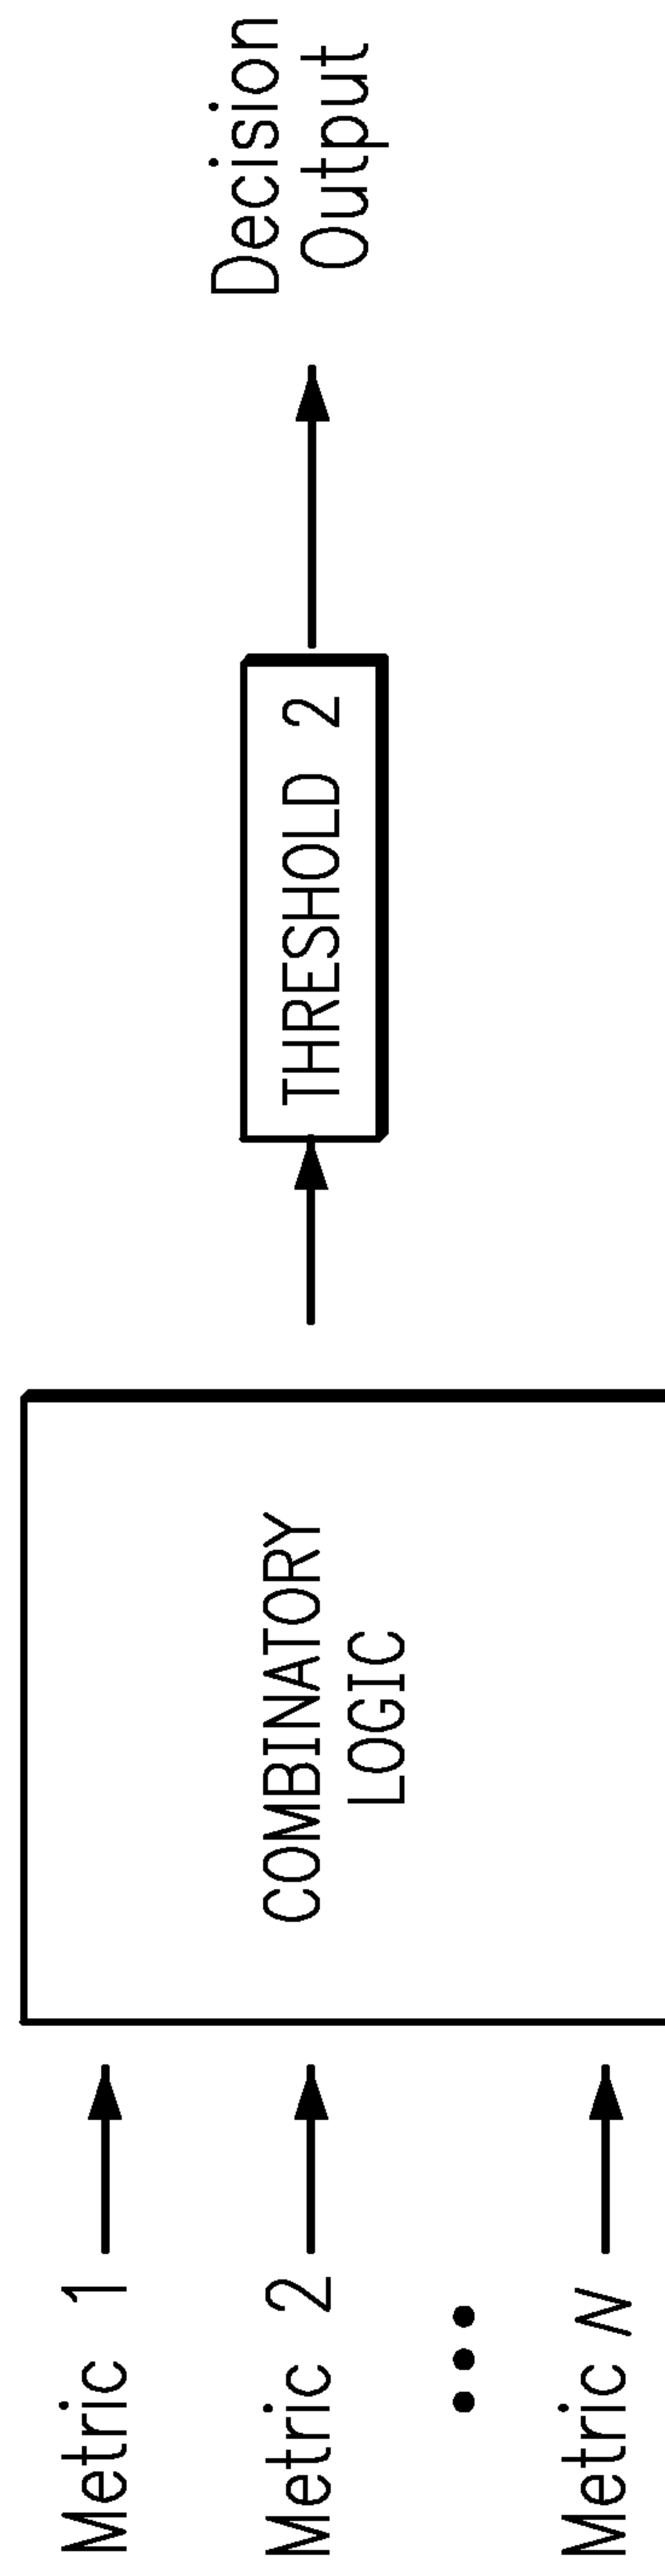 Metric 1
Metric 2
Metric N
COMBINATORY
LOGIC
THRESHOLD 2
Decision
Output